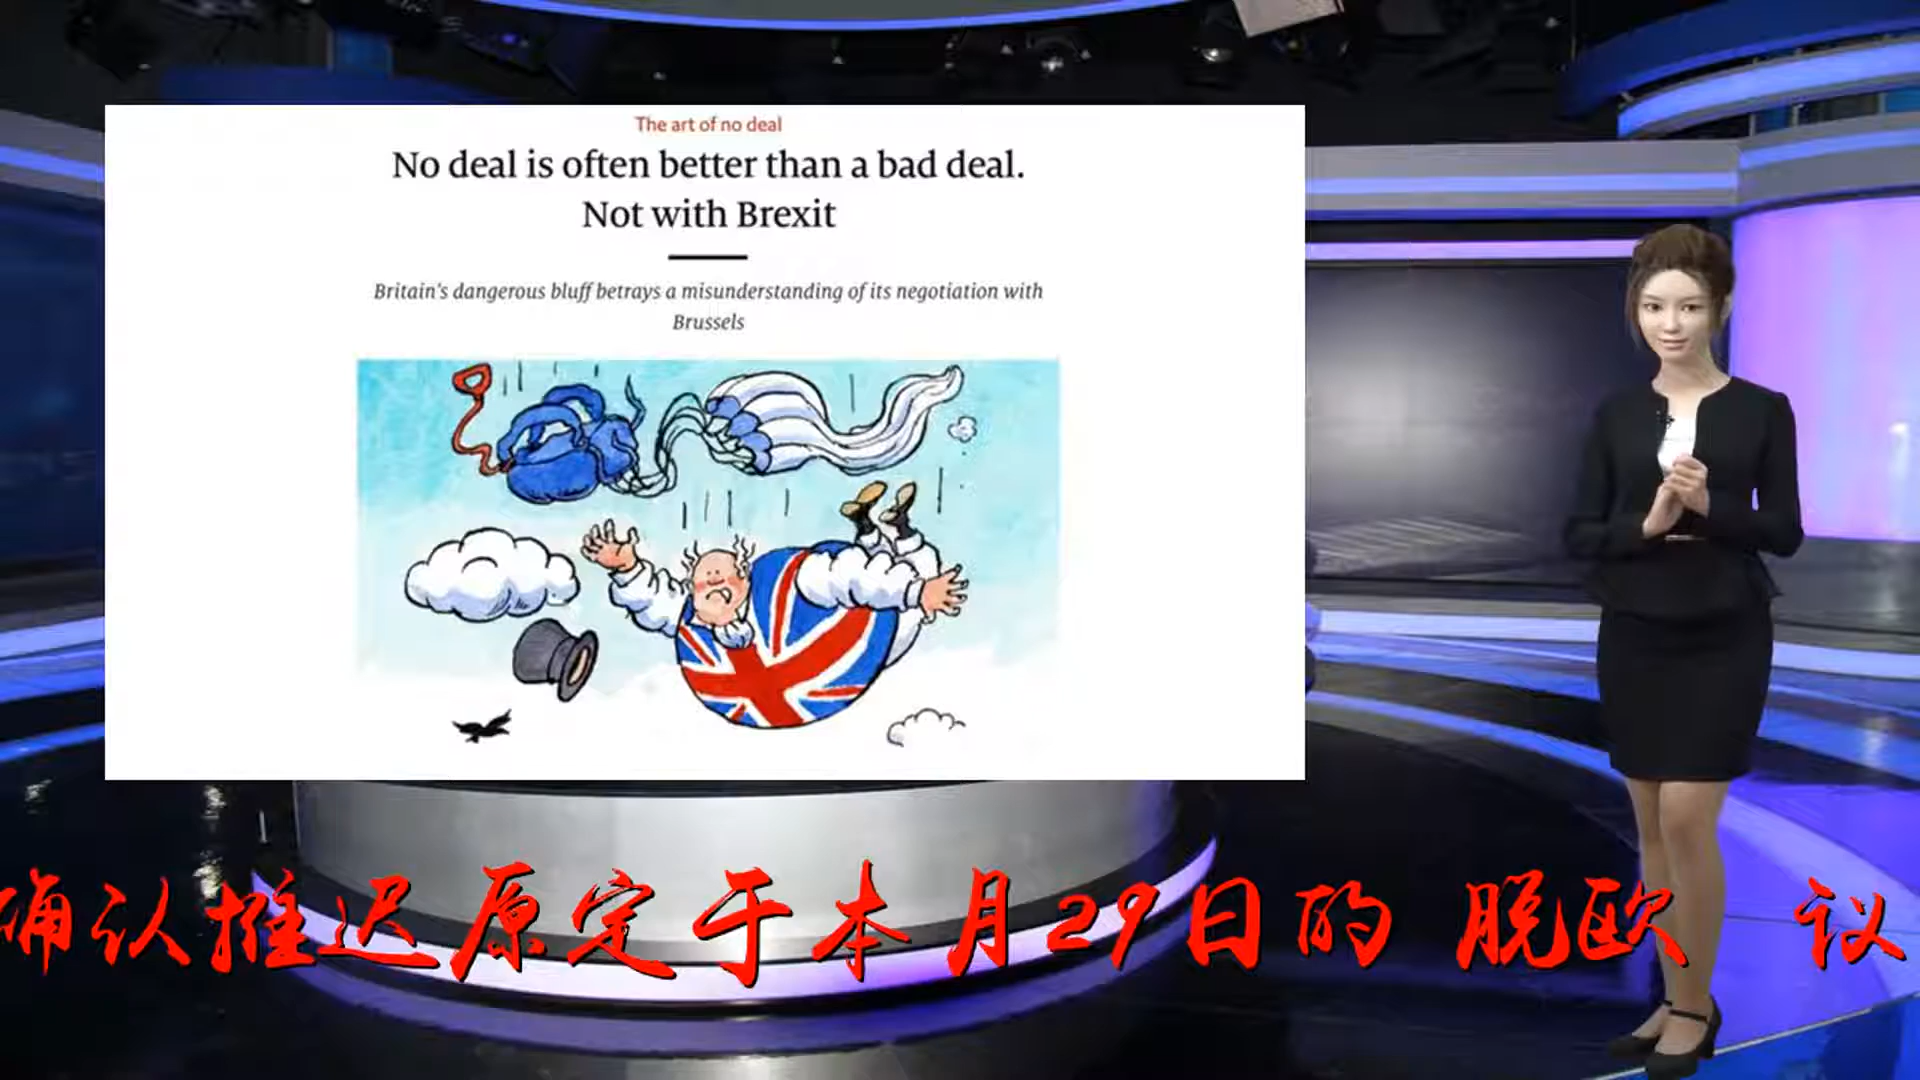 The art of no deal
No deal is often better than a bad deal.
Not with Brexit
Britain's dangerous bluff betrays a misunderstanding of its negotiation with
Brussels
确认推迟原定于本月29日的 脱欧 议